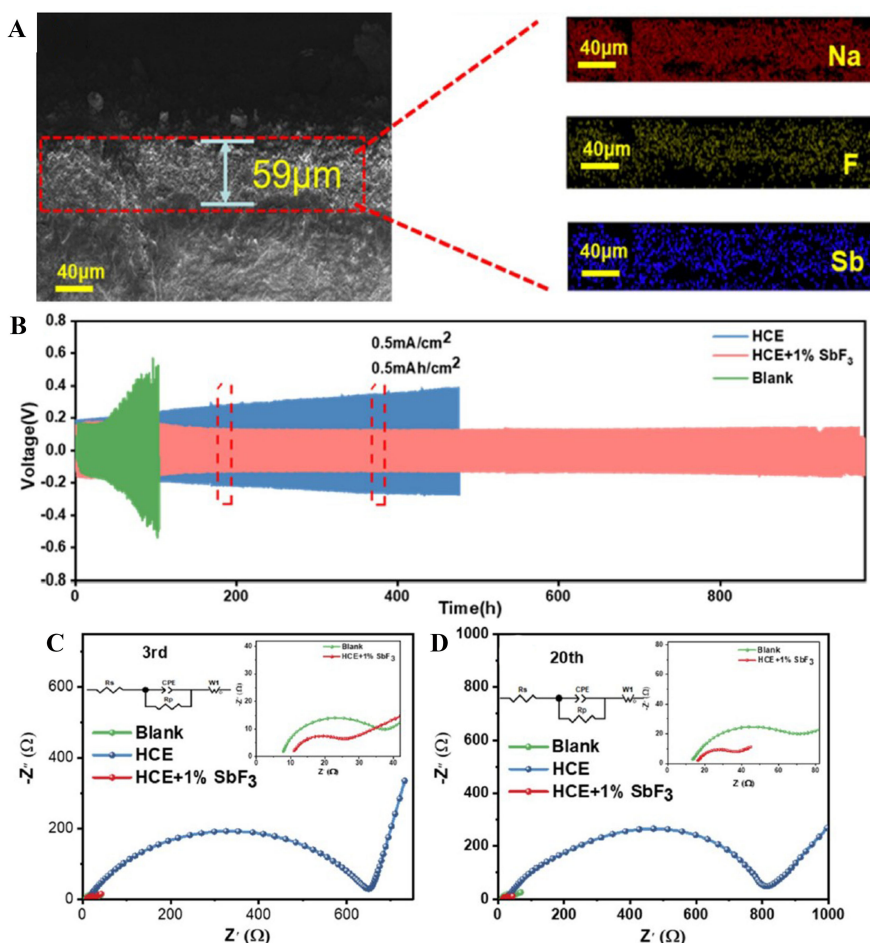 A
59μm
40μm
40μm
Na
40μm
F
40μm
Sb
B
0.8
0.6
0.4
0.2
0.0
-0.2
-0.4
-0.6
-0.8
Voltage(V)
0.5mA/cm²
0.5mAh/cm²
HCE
HCE+1% SbF₃
Blank
0
200
400
600
800
Time(h)
C
3rd
Rs
CPE
Rp
W1
Blank
HCE
HCE+1% SbF₃
600
400
200
0
-Z″ (Ω)
0
200
400
600
Z′ (Ω)
Blank
HCE+1% SbF₃
40
30
20
10
0
-Z″ (Ω)
0
10
20
30
40
Z′ (Ω)
D
20th
Rs
CPE
Rp
W1
Blank
HCE
HCE+1% SbF₃
1000
800
600
400
200
0
-Z″ (Ω)
0
200
400
600
800
1000
Z′ (Ω)
Blank
HCE+1% SbF₃
80
60
40
20
0
-Z″ (Ω)
0
20
40
60
80
Z′ (Ω)